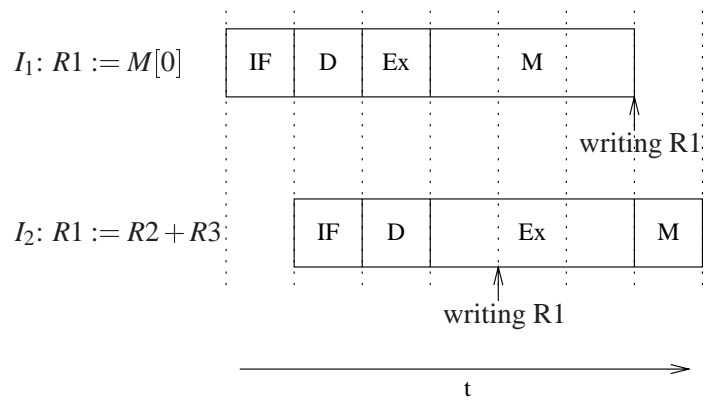 I₁: R1 := M[0]
IF D Ex M
writing R1
I₂: R1 := R2 + R3
IF D Ex M
writing R1
t